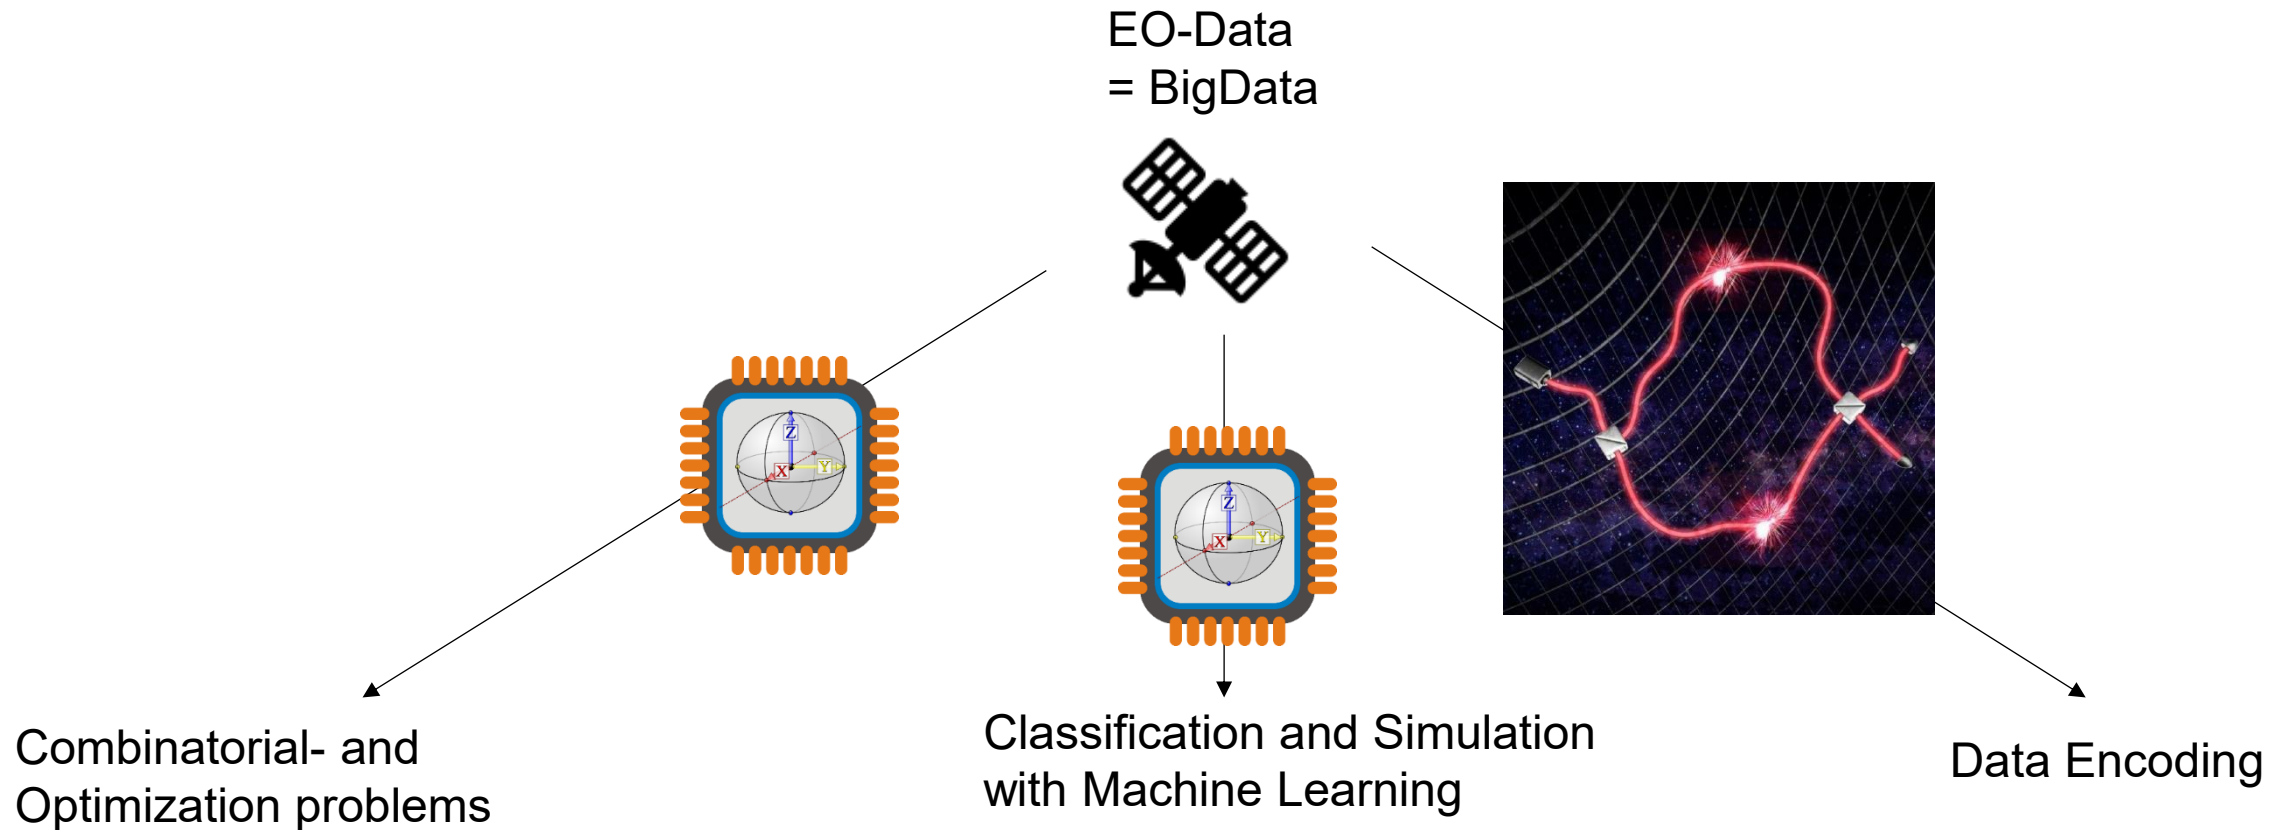 EO-Data
= BigData
Z
X
Y
Z
X
Y
Combinatorial- and
Optimization problems
Classification and Simulation
with Machine Learning
Data Encoding